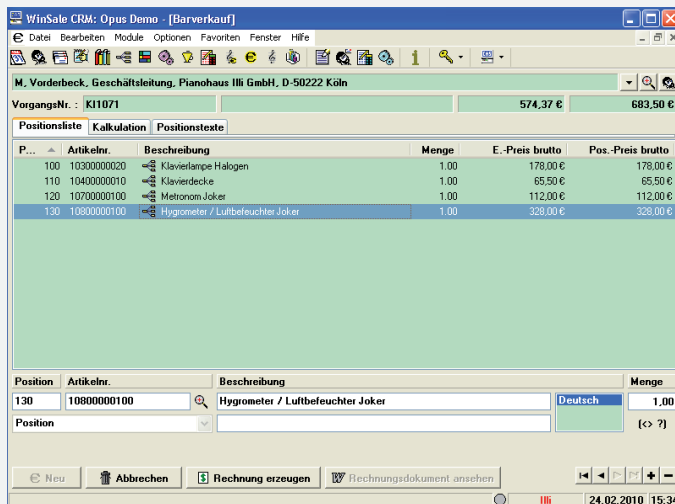 WinSale CRM: Opus Demo - [Barverkauf]
Datei Bearbeiten Module Optionen Favoriten Fenster Hilfe
M, Vorderbeck, Geschäftsleitung, Pianohaus Illi GmbH, D-50222 Köln
VorgangsNr. : KI1071 574,37 € 683,50 €
Positionsliste Kalkulation Positionstexte
P... Artikelnr. Beschreibung Menge E.-Preis brutto Pos.-Preis brutto
100 10300000020 Klavierlampe Halogen 1.00 178,00 € 178,00 €
110 10400000010 Klavierdecke 1.00 65,50 € 65,50 €
120 10700000100 Metronom Joker 1.00 112,00 € 112,00 €
130 10800000100 Hygrometer / Luftbefeuchter Joker 1.00 328,00 € 328,00 €
Position Artikelnr. Beschreibung Menge
130 10800000100 Hygrometer / Luftbefeuchter Joker Deutsch 1,00
Position (<> ?)
€ Neu Abbrechen $ Rechnung erzeugen W Rechnungsdokument ansehen
Illi 24.02.2010 15:34